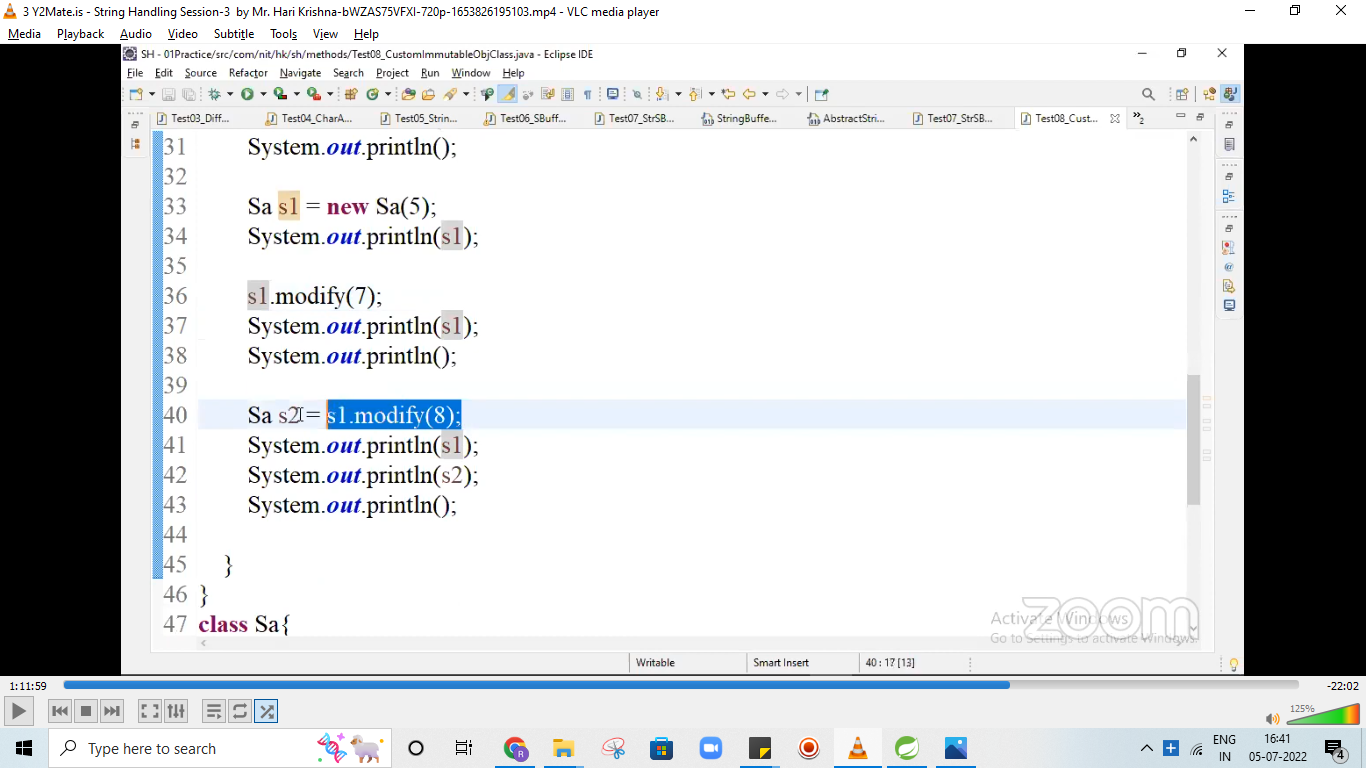 3 Y2Mate.is - String Handling Session-3 by Mr. Hari Krishna-bWZAS75VFXI-720p-1653826195103.mp4 - VLC media player
Media Playback Audio Video Subtitle Tools View Help
SH - 01Practice/src/com/nit/hk/sh/methods/Test08_CustomImmutableObjClass.java - Eclipse IDE
File Edit Source Refactor Navigate Search Project Run Window Help
Test03_Diff... Test04_CharA... Test05_Strin... Test06_SBuff... Test07_StrSB... StringBuffe... AbstractStri... Test07_StrSB... Test08_Cust... »2
31 System.out.println();
32
33 Sa s1 = new Sa(5);
34 System.out.println(s1);
35
36 s1.modify(7);
37 System.out.println(s1);
38 System.out.println();
39
40 Sa s2 = s1.modify(8);
41 System.out.println(s1);
42 System.out.println(s2);
43 System.out.println();
44
45 }
46 }
47 class Sa{
Activate Windows
Go to Settings to activate Windows.
zoom
Writable Smart Insert 40 : 17 [13]
1:11:59 -22:02
125%
Type here to search
R
ENG 16:41
IN 05-07-2022 4